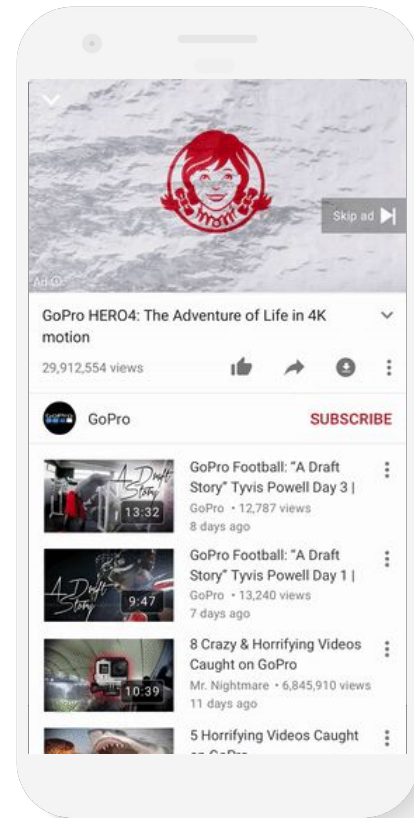 Skip ad
Ad
GoPro HERO4: The Adventure of Life in 4K
motion
29,912,554 views
GoPro
GoPro
SUBSCRIBE
A Draft
Story
13:32
GoPro Football: “A Draft
Story” Tyvis Powell Day 3 |
GoPro • 12,787 views
8 days ago
A Draft
Story
9:47
GoPro Football: “A Draft
Story” Tyvis Powell Day 1 |
GoPro • 13,240 views
7 days ago
10:39
8 Crazy & Horrifying Videos
Caught on GoPro
Mr. Nightmare • 6,845,910 views
11 days ago
5 Horrifying Videos Caught
on GoPro